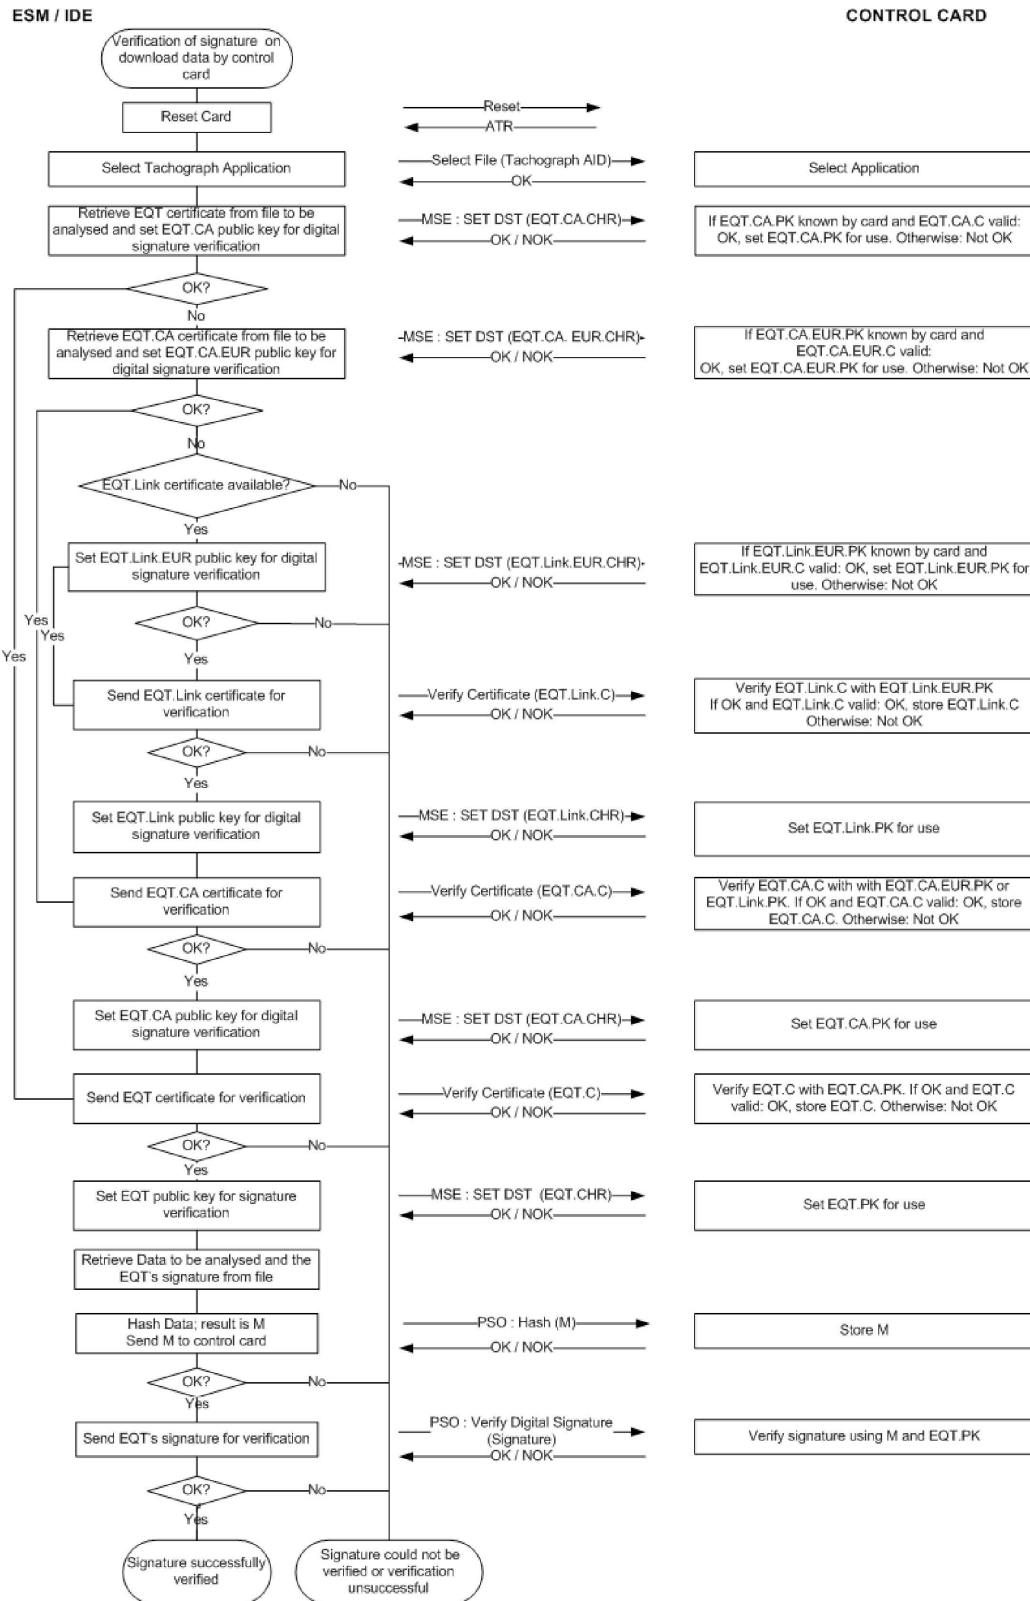 ESM / IDE
CONTROL CARD
Verification of signature on
download data by control
card
Reset Card
Reset
ATR
Select Tachograph Application
Select File (Tachograph AID)
OK
Select Application
Retrieve EQT certificate from file to be
analysed and set EQT.CA public key for digital
signature verification
MSE : SET DST (EQT.CA.CHR)
OK / NOK
If EQT.CA.PK known by card and EQT.CA.C valid:
OK, set EQT.CA.PK for use. Otherwise: Not OK
OK?
No
Retrieve EQT.CA certificate from file to be
analysed and set EQT.CA.EUR public key for
digital signature verification
MSE : SET DST (EQT.CA. EUR.CHR)
OK / NOK
If EQT.CA.EUR.PK known by card and
EQT.CA.EUR.C valid:
OK, set EQT.CA.EUR.PK for use. Otherwise: Not OK
OK?
No
EQT.Link certificate available?
No
Yes
Set EQT.Link.EUR public key for digital
signature verification
MSE : SET DST (EQT.Link.EUR.CHR)
OK / NOK
If EQT.Link.EUR.PK known by card and
EQT.Link.EUR.C valid: OK, set EQT.Link.EUR.PK for
use. Otherwise: Not OK
OK?
No
Yes
Yes
Yes
Yes
Send EQT.Link certificate for
verification
Verify Certificate (EQT.Link.C)
OK / NOK
Verify EQT.Link.C with EQT.Link.EUR.PK
If OK and EQT.Link.C valid: OK, store EQT.Link.C
Otherwise: Not OK
OK?
No
Yes
Set EQT.Link public key for digital
signature verification
MSE : SET DST (EQT.Link.CHR)
OK / NOK
Set EQT.Link.PK for use
Send EQT.CA certificate for
verification
Verify Certificate (EQT.CA.C)
OK / NOK
Verify EQT.CA.C with with EQT.CA.EUR.PK or
EQT.Link.PK. If OK and EQT.CA.C valid: OK, store
EQT.CA.C. Otherwise: Not OK
OK?
No
Yes
Set EQT.CA public key for digital
signature verification
MSE : SET DST (EQT.CA.CHR)
OK / NOK
Set EQT.CA.PK for use
Send EQT certificate for verification
Verify Certificate (EQT.C)
OK / NOK
Verify EQT.C with EQT.CA.PK. If OK and EQT.C
valid: OK, store EQT.C. Otherwise: Not OK
OK?
No
Yes
Set EQT public key for signature
verification
MSE : SET DST (EQT.CHR)
OK / NOK
Set EQT.PK for use
Retrieve Data to be analysed and the
EQT's signature from file
Hash Data; result is M
Send M to control card
PSO : Hash (M)
OK / NOK
Store M
OK?
No
Yes
Send EQT's signature for verification
PSO : Verify Digital Signature
(Signature)
OK / NOK
Verify signature using M and EQT.PK
OK?
No
Yes
Signature successfully
verified
Signature could not be
verified or verification
unsuccessful